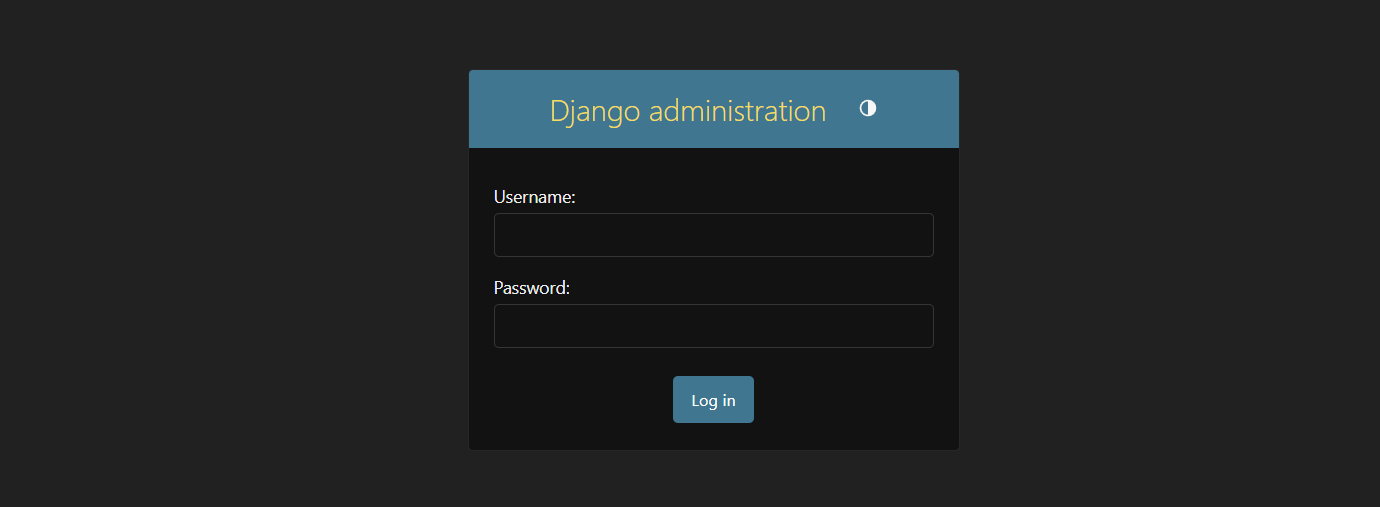 Django administration
Username:
Password:
Log in